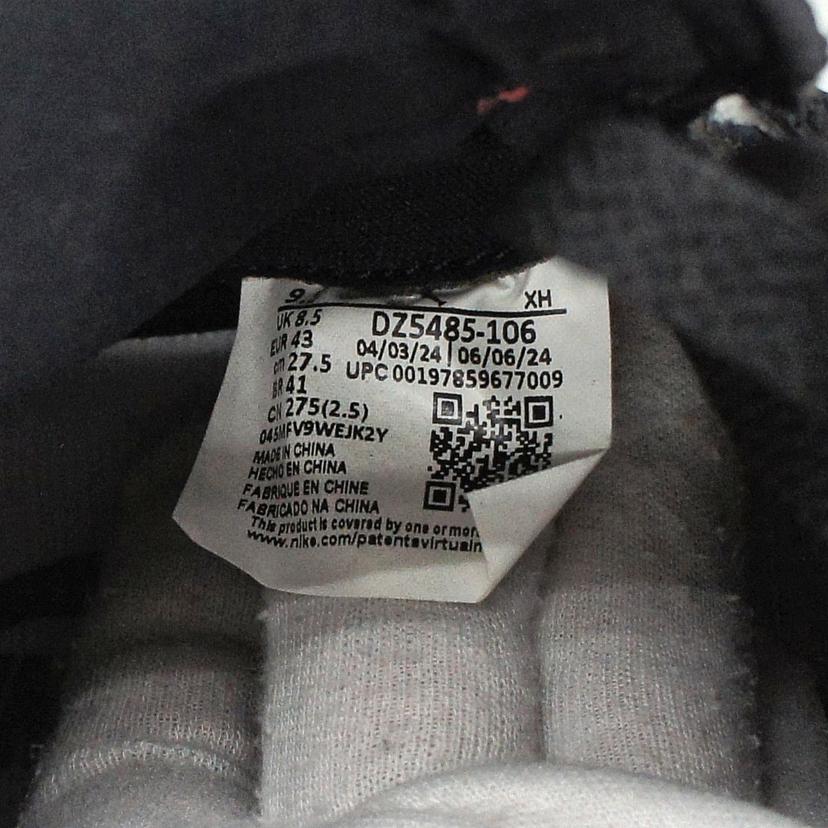 XH
UK 8.5
EUR 43
cm 27.5
BR 41
CN 275(2.5)
DZ5485-106
04/03/24 | 06/06/24
UPC 00197859677009
045MFV9WEJK2Y
MADE IN CHINA
HECHO EN CHINA
FABRIQUE EN CHINE
FABRICADO NA CHINA
This product is covered by one or more
www.nike.com/patentsvirtual